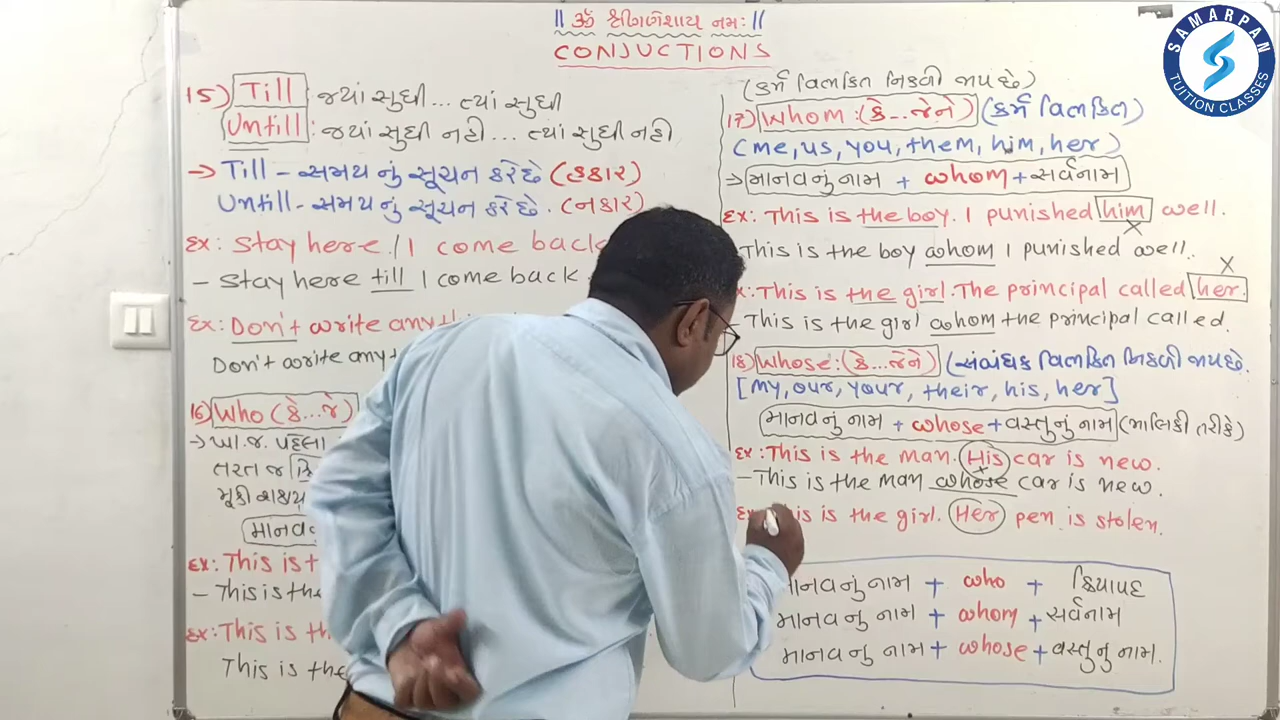 || ૐ શ્રી ગણેશાય નમઃ ||
CONJUCTIONS
SAMARPAN
TUITION CLASSES
15) Till જ્યાં સુધી... ત્યાં સુધી
Untill : જ્યાં સુધી નહી... ત્યાં સુધી નહી
→ Till - સમય નું સૂચન કરે છે (હકાર)
Untill - સમય નું સૂચન કરે છે. (નકાર)
Ex: Stay here. / I come back
- Stay here till I come back
Ex: Don't write any
Don't write any
16) Who (કે...જે)
→ ખા.જ. પહેલા
તરત જ
મૂકી શકાય
માનવ
Ex: This is t
- This is the
Ex: This is th
This is the
(કર્મ વિભક્તિ નિકળી જાય છે)
17) Whom : (કે...જેને) (કર્મ વિભક્તિ)
(me, us, you, them, him, her)
→ માનવનું નામ + whom + સર્વનામ
Ex: This is the boy. I punished him well.
This is the boy whom I punished well.
x: This is the girl. The principal called her.
- This is the girl whom the principal called.
18) Whose : (કે...જેને) (સંબંધક વિભક્તિ નિકળી જાય છે.
[my, our, your, their, his, her]
માનવનું નામ + whose + વસ્તુનું નામ (માલિકી તરીકે)
Ex: This is the man. His car is new.
- This is the man whose car is new.
Ex: This is the girl. Her pen is stolen.
માનવનું નામ + who + ક્રિયાપદ
માનવનુ નામ + whom + સર્વનામ
માનવનુ નામ + whose + વસ્તુનુ નામ.